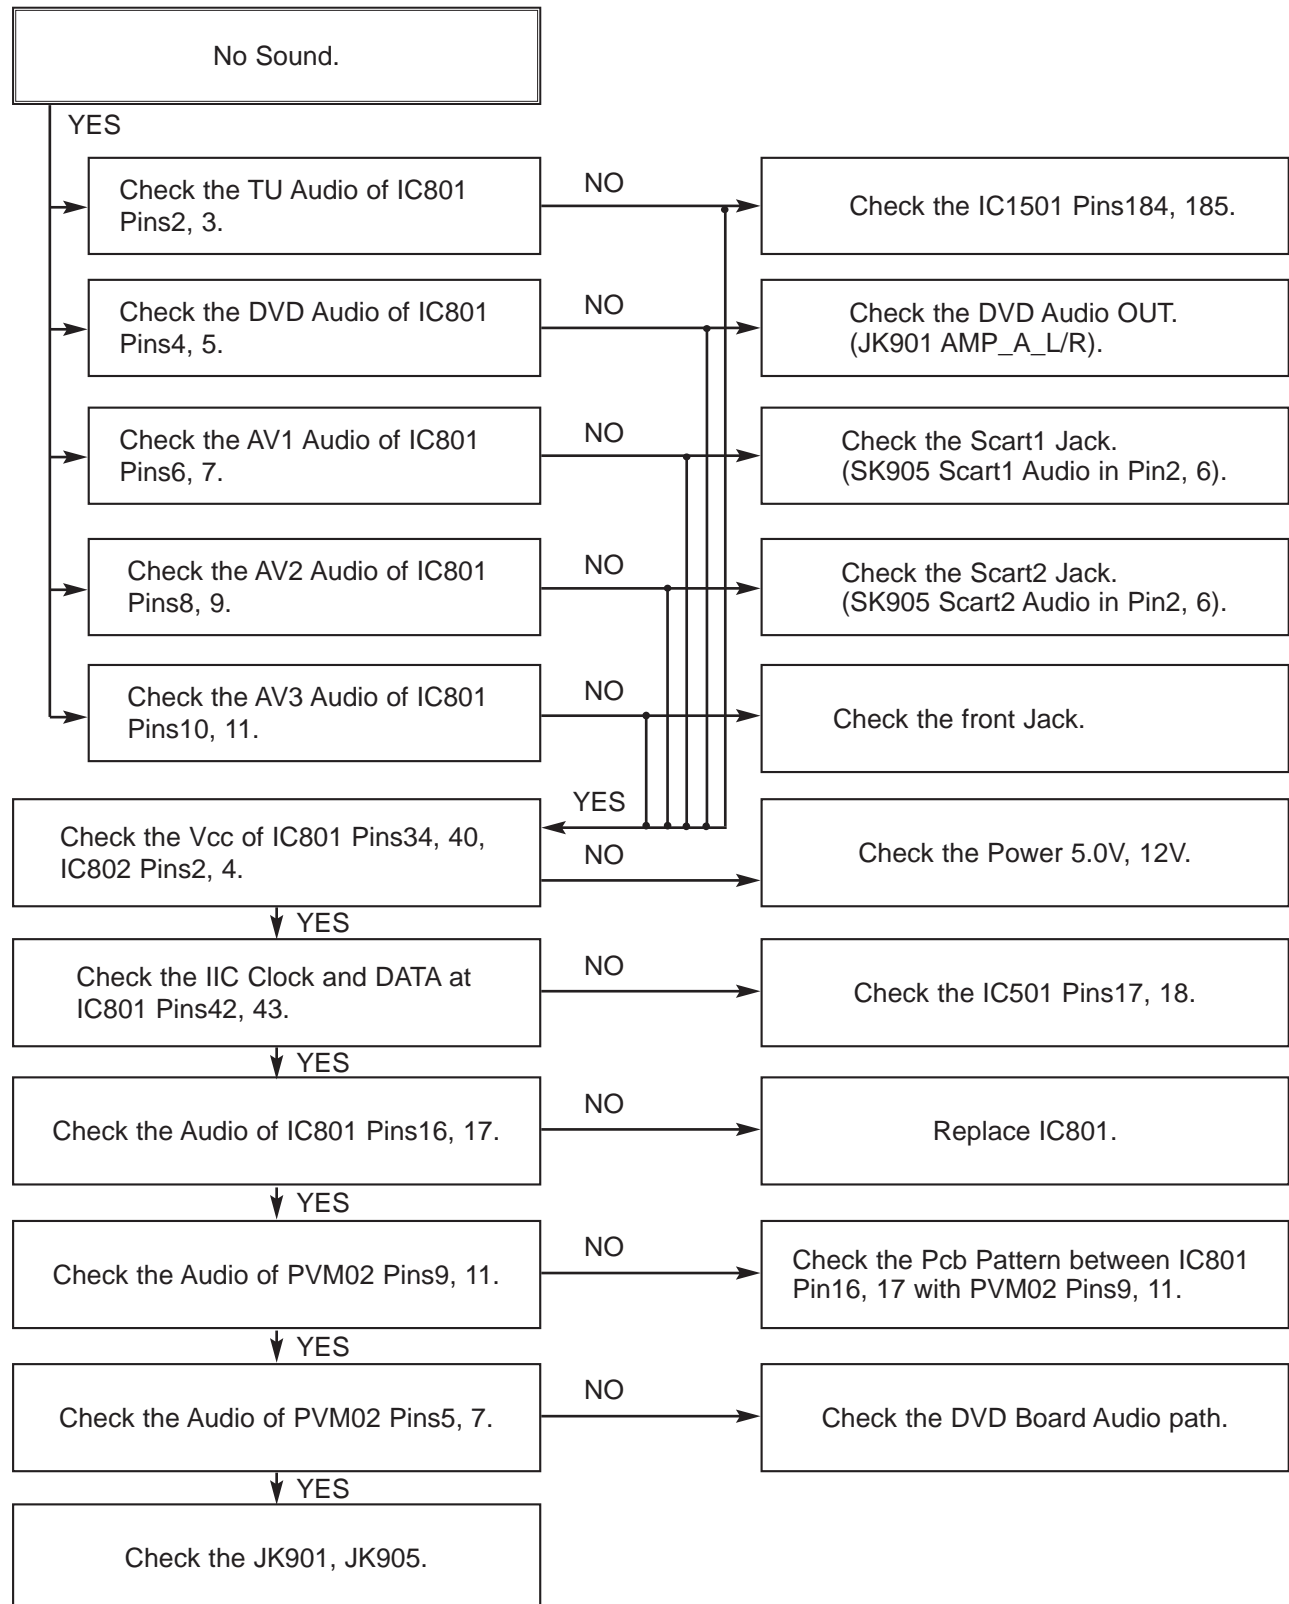 No Sound.
YES
Check the TU Audio of IC801
Pins2, 3.
NO
Check the IC1501 Pins184, 185.
Check the DVD Audio of IC801
Pins4, 5.
NO
Check the DVD Audio OUT.
(JK901 AMP_A_L/R).
Check the AV1 Audio of IC801
Pins6, 7.
NO
Check the Scart1 Jack.
(SK905 Scart1 Audio in Pin2, 6).
Check the AV2 Audio of IC801
Pins8, 9.
NO
Check the Scart2 Jack.
(SK905 Scart2 Audio in Pin2, 6).
Check the AV3 Audio of IC801
Pins10, 11.
NO
Check the front Jack.
YES
Check the Vcc of IC801 Pins34, 40,
IC802 Pins2, 4.
NO
Check the Power 5.0V, 12V.
YES
Check the IIC Clock and DATA at
IC801 Pins42, 43.
NO
Check the IC501 Pins17, 18.
YES
Check the Audio of IC801 Pins16, 17.
NO
Replace IC801.
YES
Check the Audio of PVM02 Pins9, 11.
NO
Check the Pcb Pattern between IC801
Pin16, 17 with PVM02 Pins9, 11.
YES
Check the Audio of PVM02 Pins5, 7.
NO
Check the DVD Board Audio path.
YES
Check the JK901, JK905.